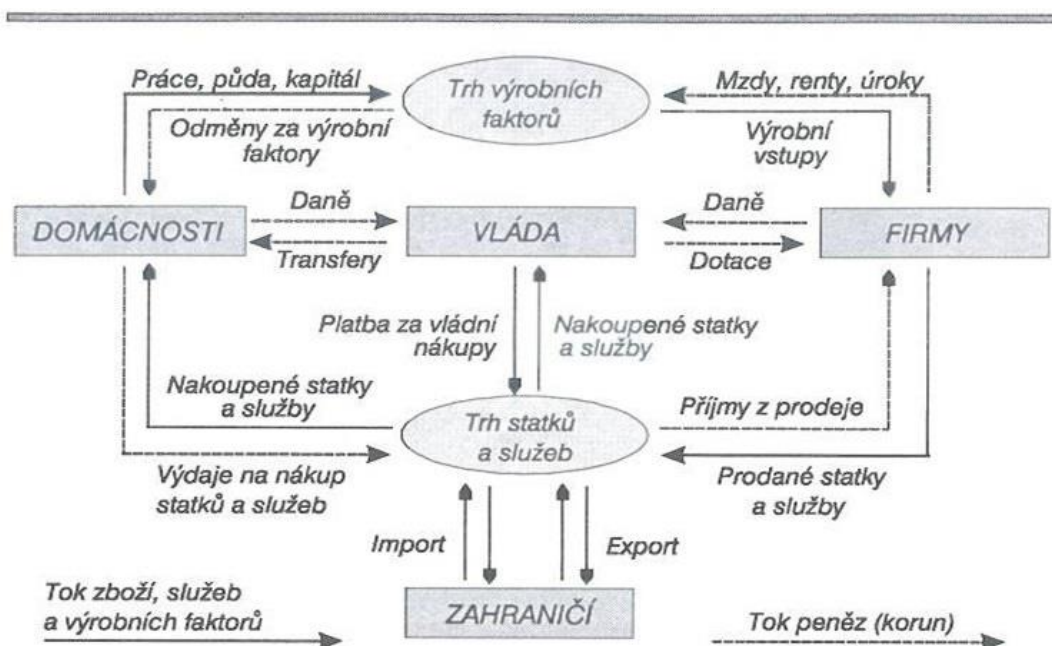 Práce, půda, kapitál
Trh výrobních
faktorů
Mzdy, renty, úroky
Odměny za výrobní
faktory
Výrobní
vstupy
DOMÁCNOSTI
Daně
Transfery
VLÁDA
Daně
Dotace
FIRMY
Platba za vládní
nákupy
Nakoupené statky
a služby
Nakoupené statky
a služby
Trh statků
a služeb
Příjmy z prodeje
Výdaje na nákup
statků a služeb
Prodané statky
a služby
Import
Export
Tok zboží, služeb
a výrobních faktorů
ZAHRANIČÍ
Tok peněz (korun)